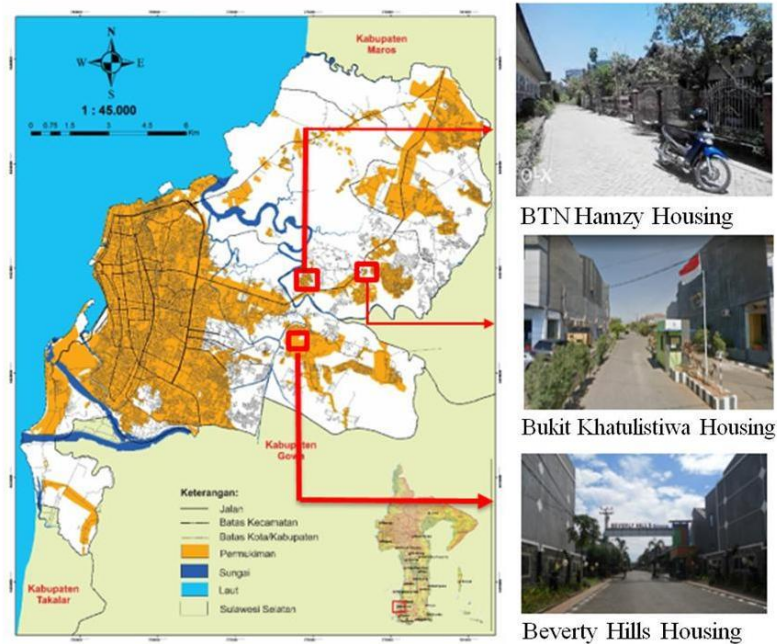 Kabupaten
Maros
N
W
E
S
1 : 45.000
0
0.75
1.5
3
4.5
6
Km
Kabupaten
Gowa
Keterangan:
Jalan
Batas Kecamatan
Batas Kota/Kabupaten
Permukiman
Sungai
Laut
Sulawesi Selatan
Kabupaten
Takalar
BTN Hamzy Housing
Bukit Khatulistiwa Housing
BEVERLY HILLS
Beverty Hills Housing